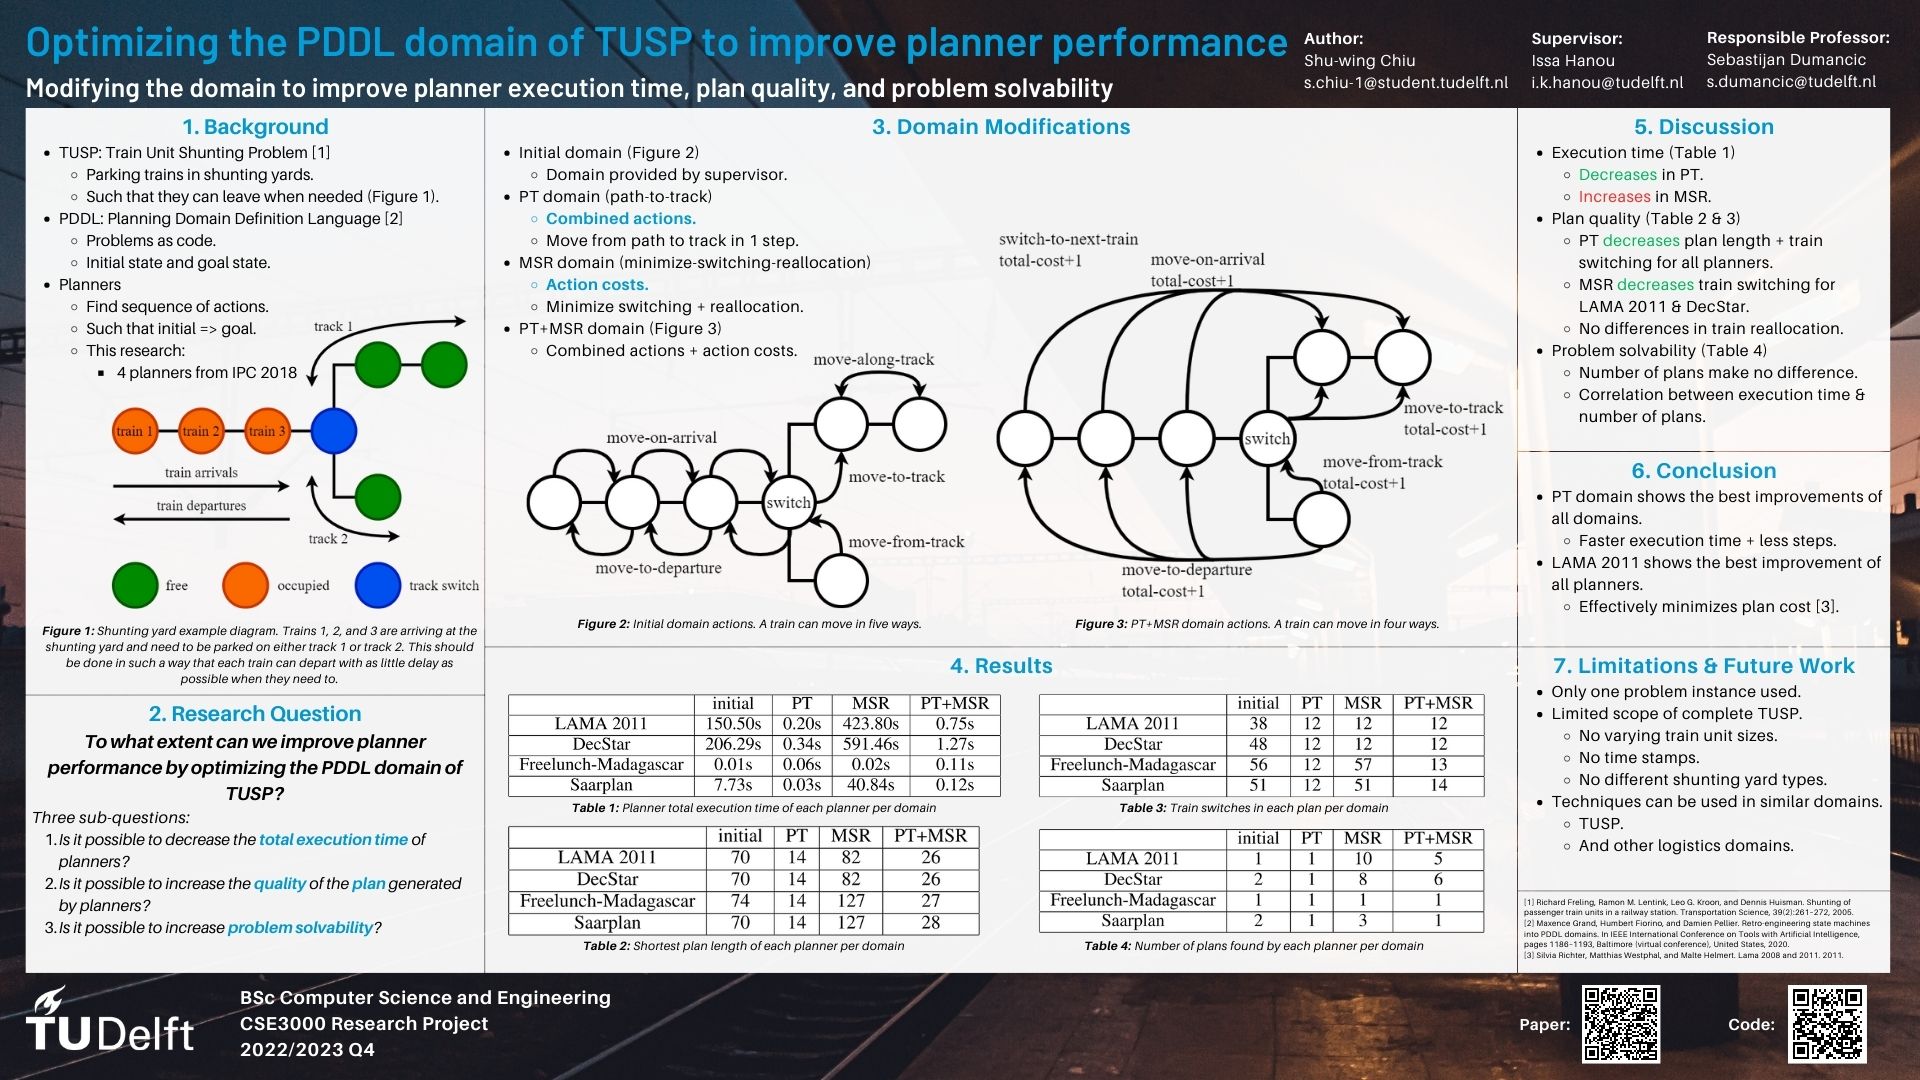 Optimizing the PDDL domain of TUSP to improve planner performance
Modifying the domain to improve planner execution time, plan quality, and problem solvability
Author:
Shu-wing Chiu
s.chiu-1@student.tudelft.nl
Supervisor:
Issa Hanou
i.k.hanou@tudelft.nl
Responsible Professor:
Sebastijan Dumancic
s.dumancic@tudelft.nl
1. Background
• TUSP: Train Unit Shunting Problem [1]
◦ Parking trains in shunting yards.
◦ Such that they can leave when needed (Figure 1).
• PDDL: Planning Domain Definition Language [2]
◦ Problems as code.
◦ Initial state and goal state.
• Planners
◦ Find sequence of actions.
◦ Such that initial => goal.
◦ This research:
▪ 4 planners from IPC 2018
track 1
train 1 train 2 train 3
train arrivals
train departures
track 2
free occupied track switch
Figure 1: Shunting yard example diagram. Trains 1, 2, and 3 are arriving at the
shunting yard and need to be parked on either track 1 or track 2. This should
be done in such a way that each train can depart with as little delay as
possible when they need to.
2. Research Question
To what extent can we improve planner
performance by optimizing the PDDL domain of
TUSP?
Three sub-questions:
1. Is it possible to decrease the total execution time of
planners?
2. Is it possible to increase the quality of the plan generated
by planners?
3. Is it possible to increase problem solvability?
3. Domain Modifications
• Initial domain (Figure 2)
◦ Domain provided by supervisor.
• PT domain (path-to-track)
◦ Combined actions.
◦ Move from path to track in 1 step.
• MSR domain (minimize-switching-reallocation)
◦ Action costs.
◦ Minimize switching + reallocation.
• PT+MSR domain (Figure 3)
◦ Combined actions + action costs.
move-along-track
move-on-arrival
move-to-track
switch
move-from-track
move-to-departure
Figure 2: Initial domain actions. A train can move in five ways.
switch-to-next-train
total-cost+1
move-on-arrival
total-cost+1
move-to-track
total-cost+1
switch
move-from-track
total-cost+1
move-to-departure
total-cost+1
Figure 3: PT+MSR domain actions. A train can move in four ways.
4. Results
initial PT MSR PT+MSR
LAMA 2011 150.50s 0.20s 423.80s 0.75s
DecStar 206.29s 0.34s 591.46s 1.27s
Freelunch-Madagascar 0.01s 0.06s 0.02s 0.11s
Saarplan 7.73s 0.03s 40.84s 0.12s
Table 1: Planner total execution time of each planner per domain
initial PT MSR PT+MSR
LAMA 2011 70 14 82 26
DecStar 70 14 82 26
Freelunch-Madagascar 74 14 127 27
Saarplan 70 14 127 28
Table 2: Shortest plan length of each planner per domain
initial PT MSR PT+MSR
LAMA 2011 38 12 12 12
DecStar 48 12 12 12
Freelunch-Madagascar 56 12 57 13
Saarplan 51 12 51 14
Table 3: Train switches in each plan per domain
initial PT MSR PT+MSR
LAMA 2011 1 1 10 5
DecStar 2 1 8 6
Freelunch-Madagascar 1 1 1 1
Saarplan 2 1 3 1
Table 4: Number of plans found by each planner per domain
5. Discussion
• Execution time (Table 1)
◦ Decreases in PT.
◦ Increases in MSR.
• Plan quality (Table 2 & 3)
◦ PT decreases plan length + train
switching for all planners.
◦ MSR decreases train switching for
LAMA 2011 & DecStar.
◦ No differences in train reallocation.
• Problem solvability (Table 4)
◦ Number of plans make no difference.
◦ Correlation between execution time &
number of plans.
6. Conclusion
• PT domain shows the best improvements of
all domains.
◦ Faster execution time + less steps.
• LAMA 2011 shows the best improvement of
all planners.
◦ Effectively minimizes plan cost [3].
7. Limitations & Future Work
• Only one problem instance used.
• Limited scope of complete TUSP.
◦ No varying train unit sizes.
◦ No time stamps.
◦ No different shunting yard types.
• Techniques can be used in similar domains.
◦ TUSP.
◦ And other logistics domains.
[1] Richard Freling, Ramon M. Lentink, Leo G. Kroon, and Dennis Huisman. Shunting of
passenger train units in a railway station. Transportation Science, 39(2):261–272, 2005.
[2] Maxence Grand, Humbert Fiorino, and Damien Pellier. Retro-engineering state machines
into PDDL domains. In IEEE International Conference on Tools with Artificial Intelligence,
pages 1186–1193, Baltimore (virtual conference), United States, 2020.
[3] Silvia Richter, Matthias Westphal, and Malte Helmert. Lama 2008 and 2011. 2011.
TUDelft
BSc Computer Science and Engineering
CSE3000 Research Project
2022/2023 Q4
Paper:
Code: